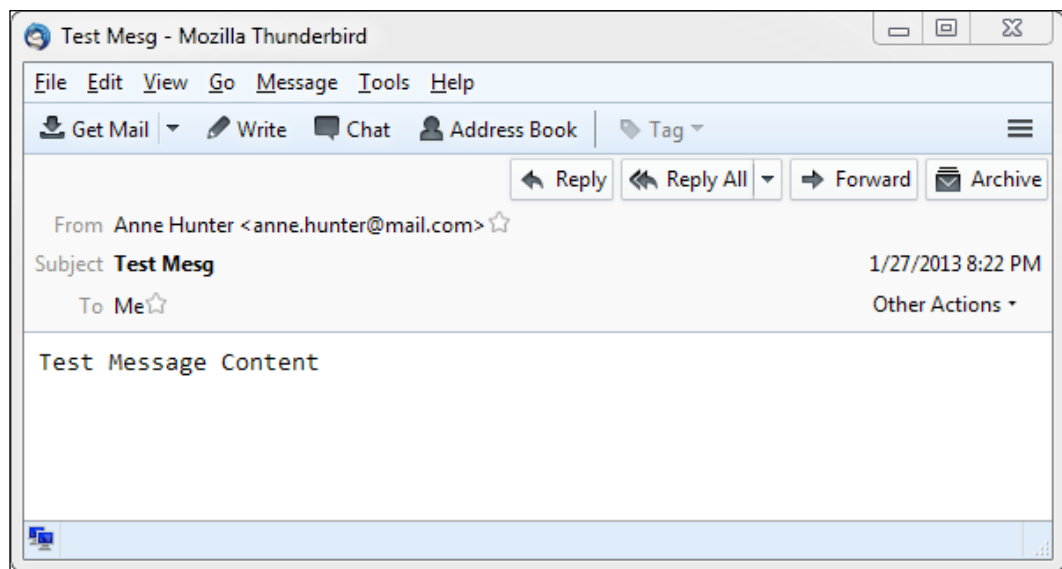 Test Mesg - Mozilla Thunderbird
File Edit View Go Message Tools Help
Get Mail Write Chat Address Book Tag
Reply Reply All Forward Archive
From Anne Hunter <anne.hunter@mail.com>
Subject Test Mesg 1/27/2013 8:22 PM
To Me Other Actions
Test Message Content